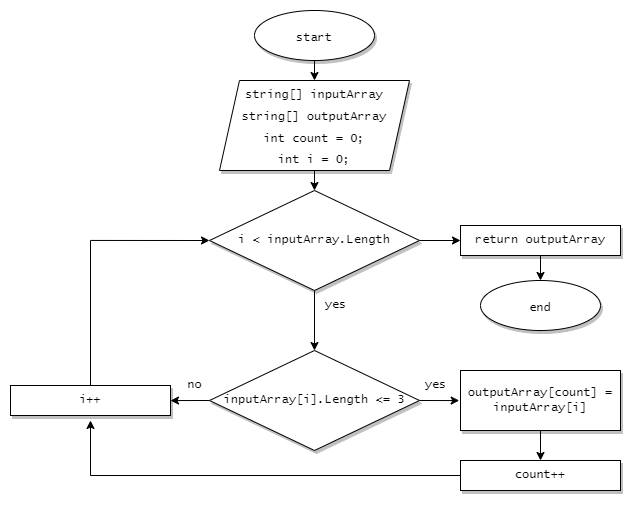 start
string[] inputArray
string[] outputArray
int count = 0;
int i = 0;
i < inputArray.Length
return outputArray
yes
end
no
inputArray[i].Length <= 3
yes
i++
outputArray[count] =
inputArray[i]
count++